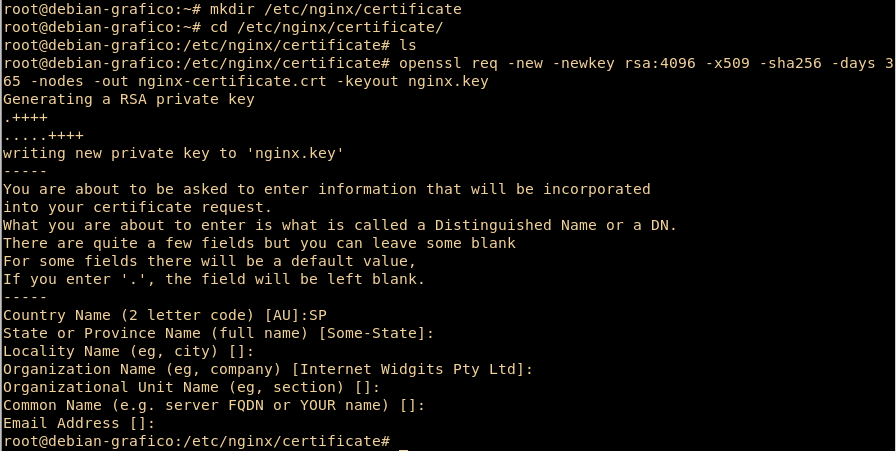 root@debian-grafico:~# mkdir /etc/nginx/certificate
root@debian-grafico:~# cd /etc/nginx/certificate/
root@debian-grafico:/etc/nginx/certificate# ls
root@debian-grafico:/etc/nginx/certificate# openssl req -new -newkey rsa:4096 -x509 -sha256 -days 3
65 -nodes -out nginx-certificate.crt -keyout nginx.key
Generating a RSA private key
.++++
.....++++
writing new private key to 'nginx.key'
-----
You are about to be asked to enter information that will be incorporated
into your certificate request.
What you are about to enter is what is called a Distinguished Name or a DN.
There are quite a few fields but you can leave some blank
For some fields there will be a default value,
If you enter '.', the field will be left blank.
-----
Country Name (2 letter code) [AU]:SP
State or Province Name (full name) [Some-State]:
Locality Name (eg, city) []:
Organization Name (eg, company) [Internet Widgits Pty Ltd]:
Organizational Unit Name (eg, section) []:
Common Name (e.g. server FQDN or YOUR name) []:
Email Address []:
root@debian-grafico:/etc/nginx/certificate#